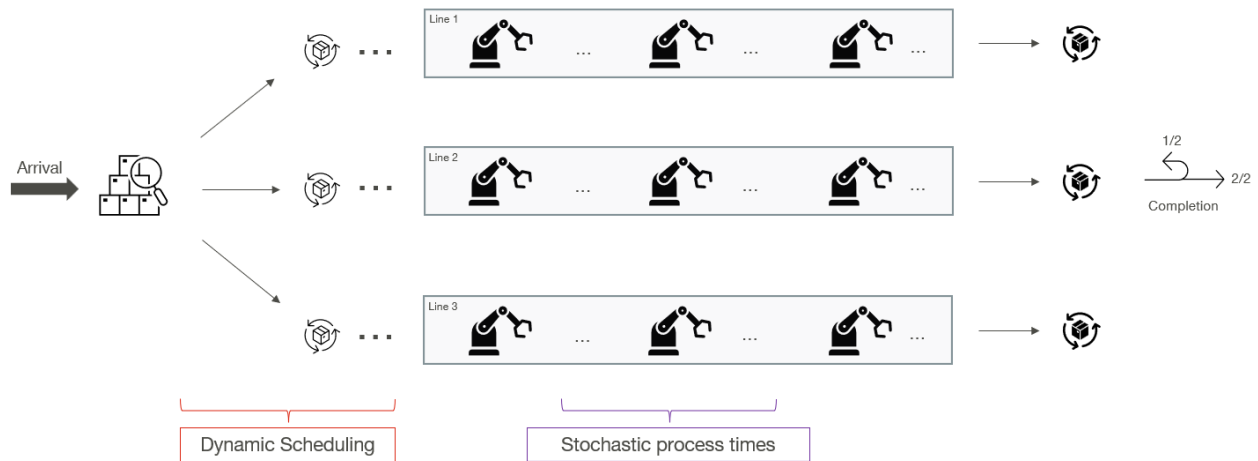 Line 1
...
...
...
Arrival
Line 2
...
...
...
1/2
2/2
Completion
Line 3
...
...
...
Dynamic Scheduling
Stochastic process times